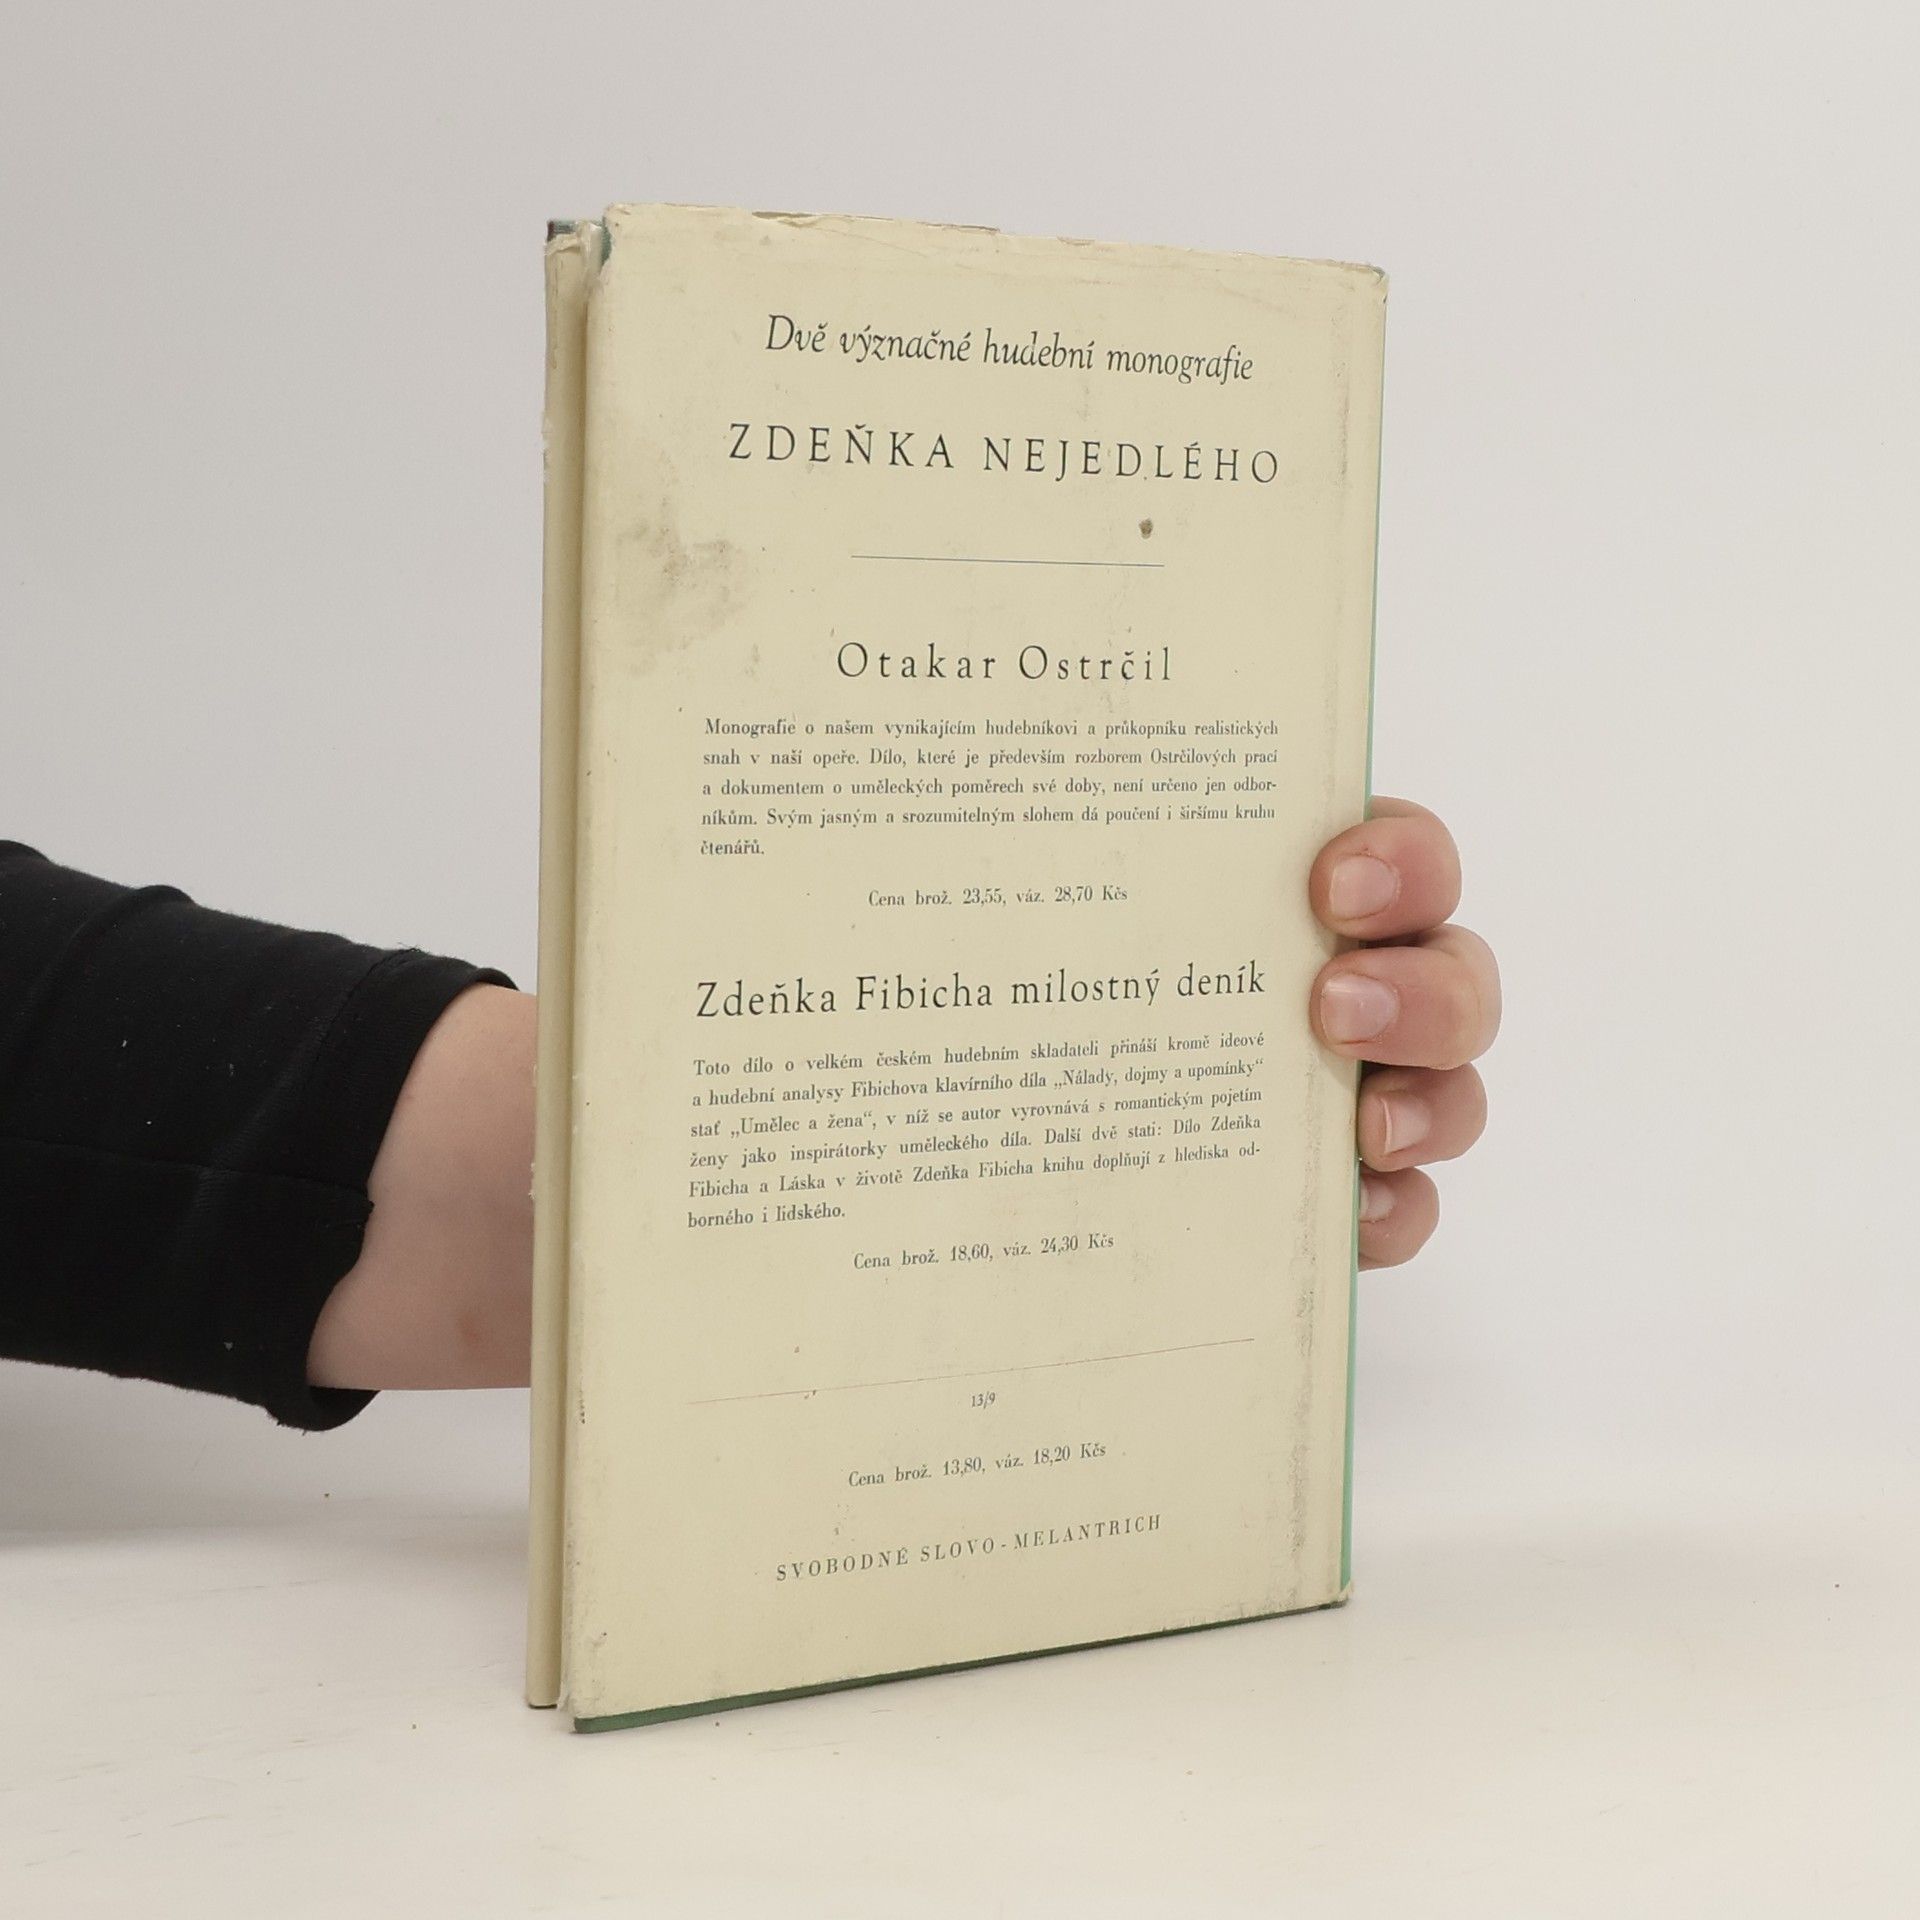 Dvě význačné hudební monografie
ZDEŇKA NEJEDLÉHO
Otakar Ostrčil
Monografie o našem vynikajícím hudebníkovi a průkopníku realistických
snah v naší opeře. Dílo, které je především rozborem Ostrčilových prací
a dokumentem o uměleckých poměrech své doby, není určeno jen odbor-
níkům. Svým jasným a srozumitelným slohem dá poučení i širšímu kruhu
čtenářů.
Cena brož. 23,55, váz. 28,70 Kčs
Zdeňka Fibicha milostný deník
Toto dílo o velkém českém hudebním skladateli přináší kromě ideové
a hudební analysy Fibichova klavírního díla „Nálady, dojmy a upomínky“
stať „Umělec a žena“, v níž se autor vyrovnává s romantickým pojetím
ženy jako inspirátorky uměleckého díla. Další dvě stati: Dílo Zdeňka
Fibicha a Láska v životě Zdeňka Fibicha knihu doplňují z hlediska od-
borného i lidského.
Cena brož. 18,60, váz. 24,30 Kčs
13/9
Cena brož. 13,80, váz. 18,20 Kčs
SVOBODNÉ SLOVO - MELANTRICH